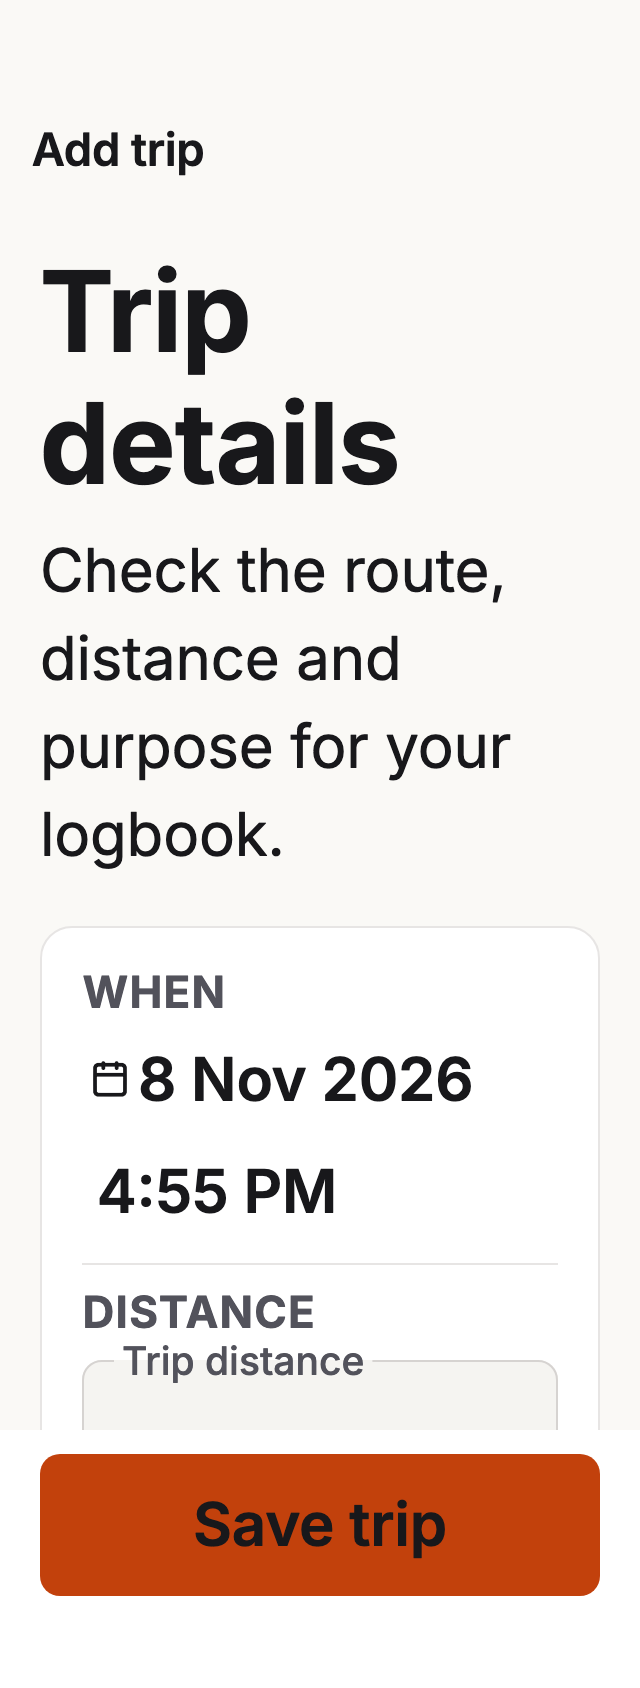 Add trip
Trip
details
Check the route,
distance and
purpose for your
logbook.
WHEN
8 Nov 2026
4:55 PM
DISTANCE
Trip distance
Save trip